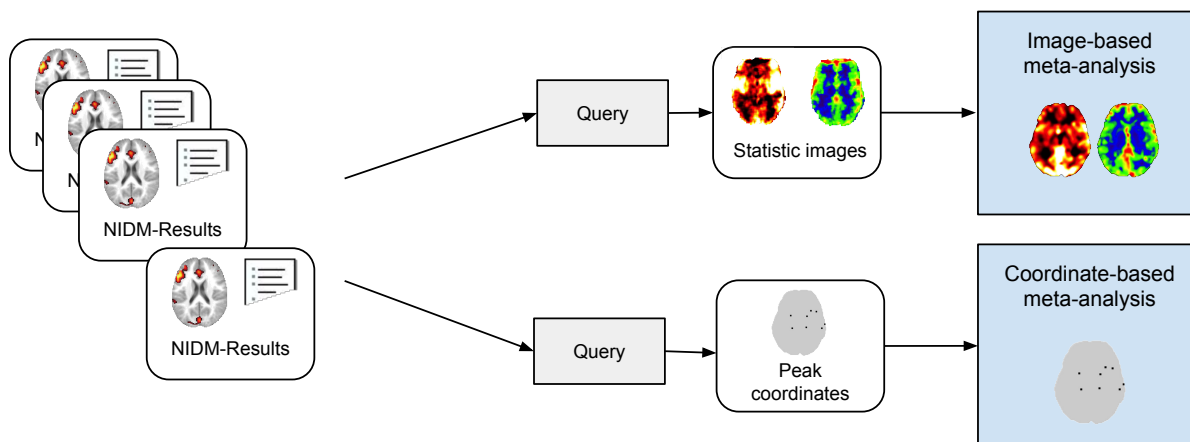 N
N
NIDM-Results
NIDM-Results
Query
Statistic images
Image-based
meta-analysis
Query
Peak
coordinates
Coordinate-based
meta-analysis